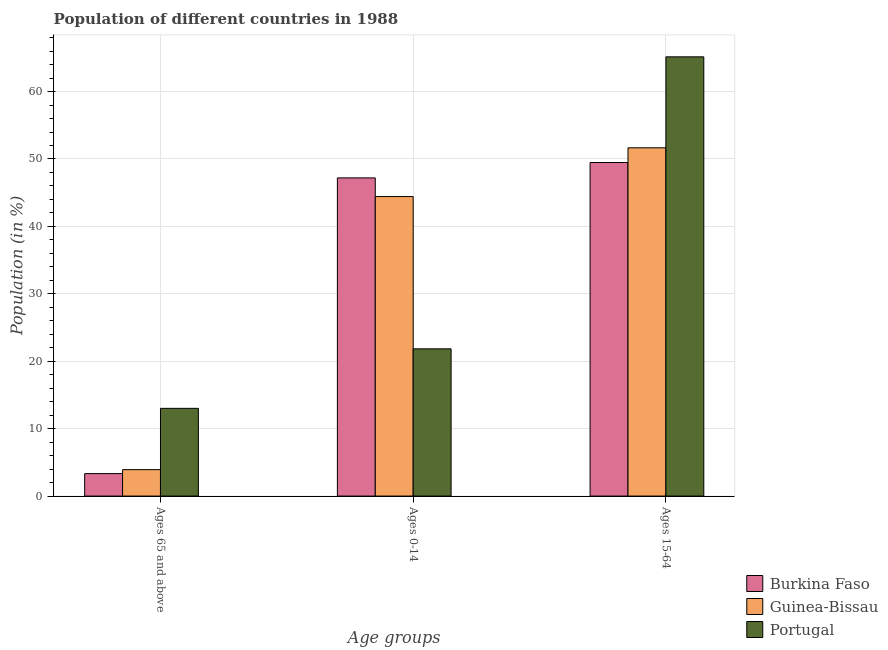 Population of different countries in 1988
Population (in %)
0
10
20
30
40
50
60
Ages 65 and above
Ages 0-14
Ages 15-64
Age groups
Burkina Faso
Guinea-Bissau
Portugal